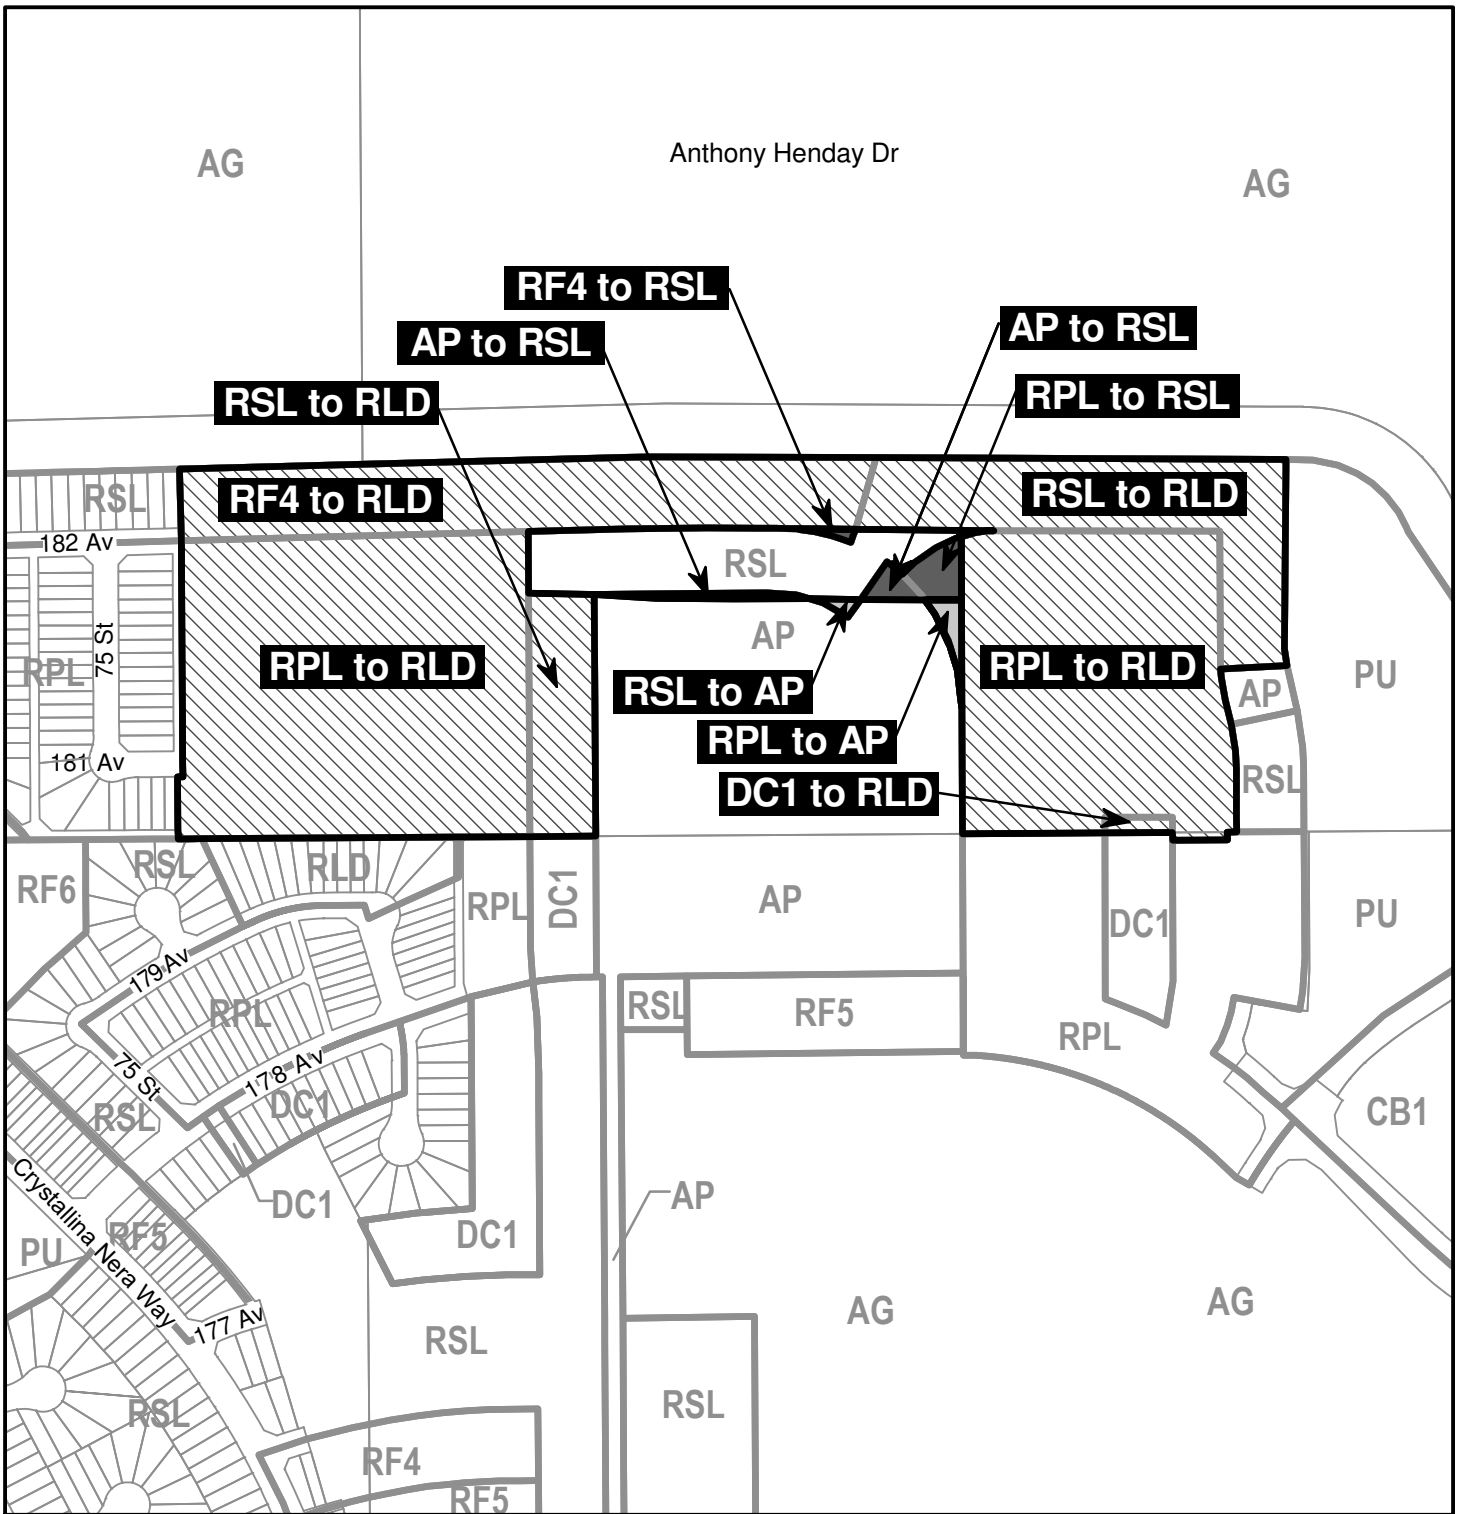 Anthony Henday Dr
AG
AG
RF4 to RSL
AP to RSL
AP to RSL
RPL to RSL
RSL to RLD
RSL
RF4 to RLD
RSL to RLD
182 Av
RSL
75 St
AP
RPL
RPL to RLD
RPL to RLD
PU
RSL to AP
AP
RPL to AP
181 Av
RSL
DC1 to RLD
RSL
RLD
RF6
RPL
DC1
AP
DC1
PU
179 Av
RPL
RSL
RF5
RPL
75 St
178 Av
DC1
RSL
CB1
DC1
AP
Crystallina Nera Way
RF5
PU
DC1
AG
AG
177 Av
RSL
RSL
RSL
RF4
RF5